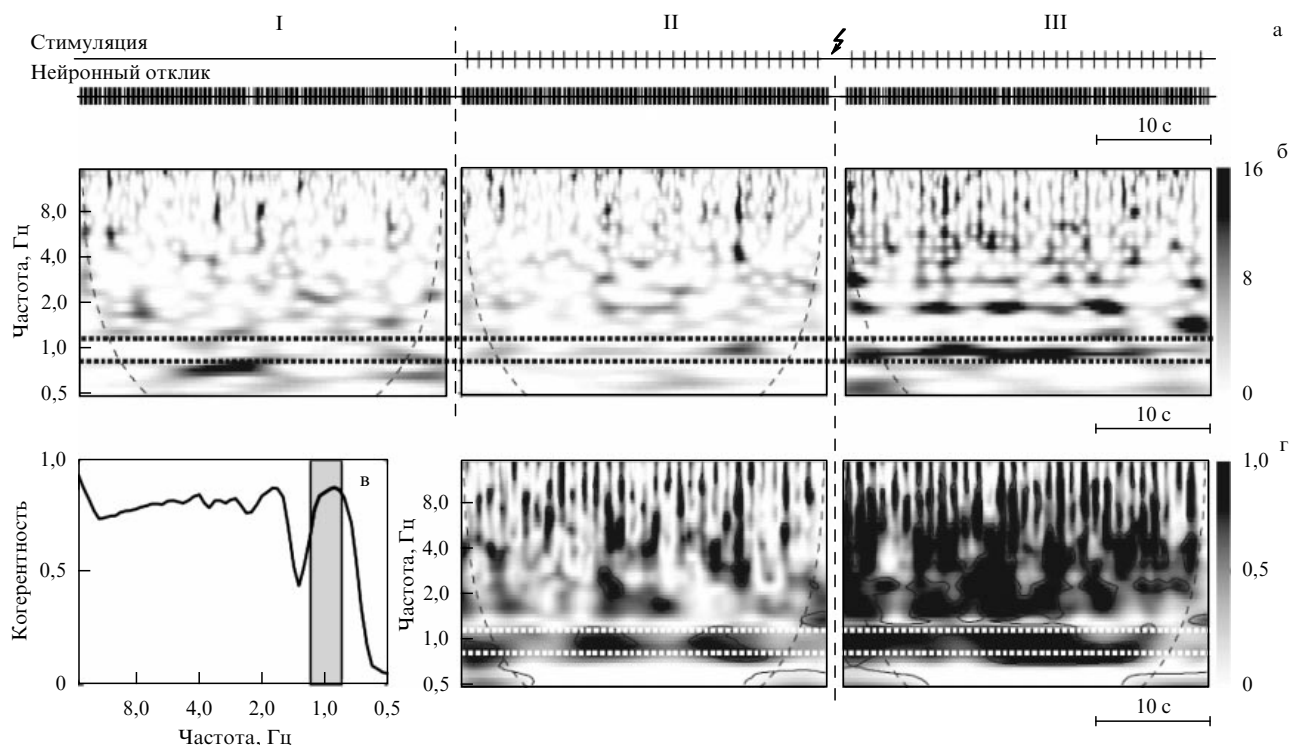 I II III а
Стимуляция
Нейронный отклик
10 с
б
16
8
0
Частота, Гц
8,0
4,0
2,0
1,0
0,5
10 с
в
Когерентность
1,0
0,5
0
8,0 4,0 2,0 1,0 0,5
Частота, Гц
г
Частота, Гц
8,0
4,0
2,0
1,0
0,5
1,0
0,5
0
10 с